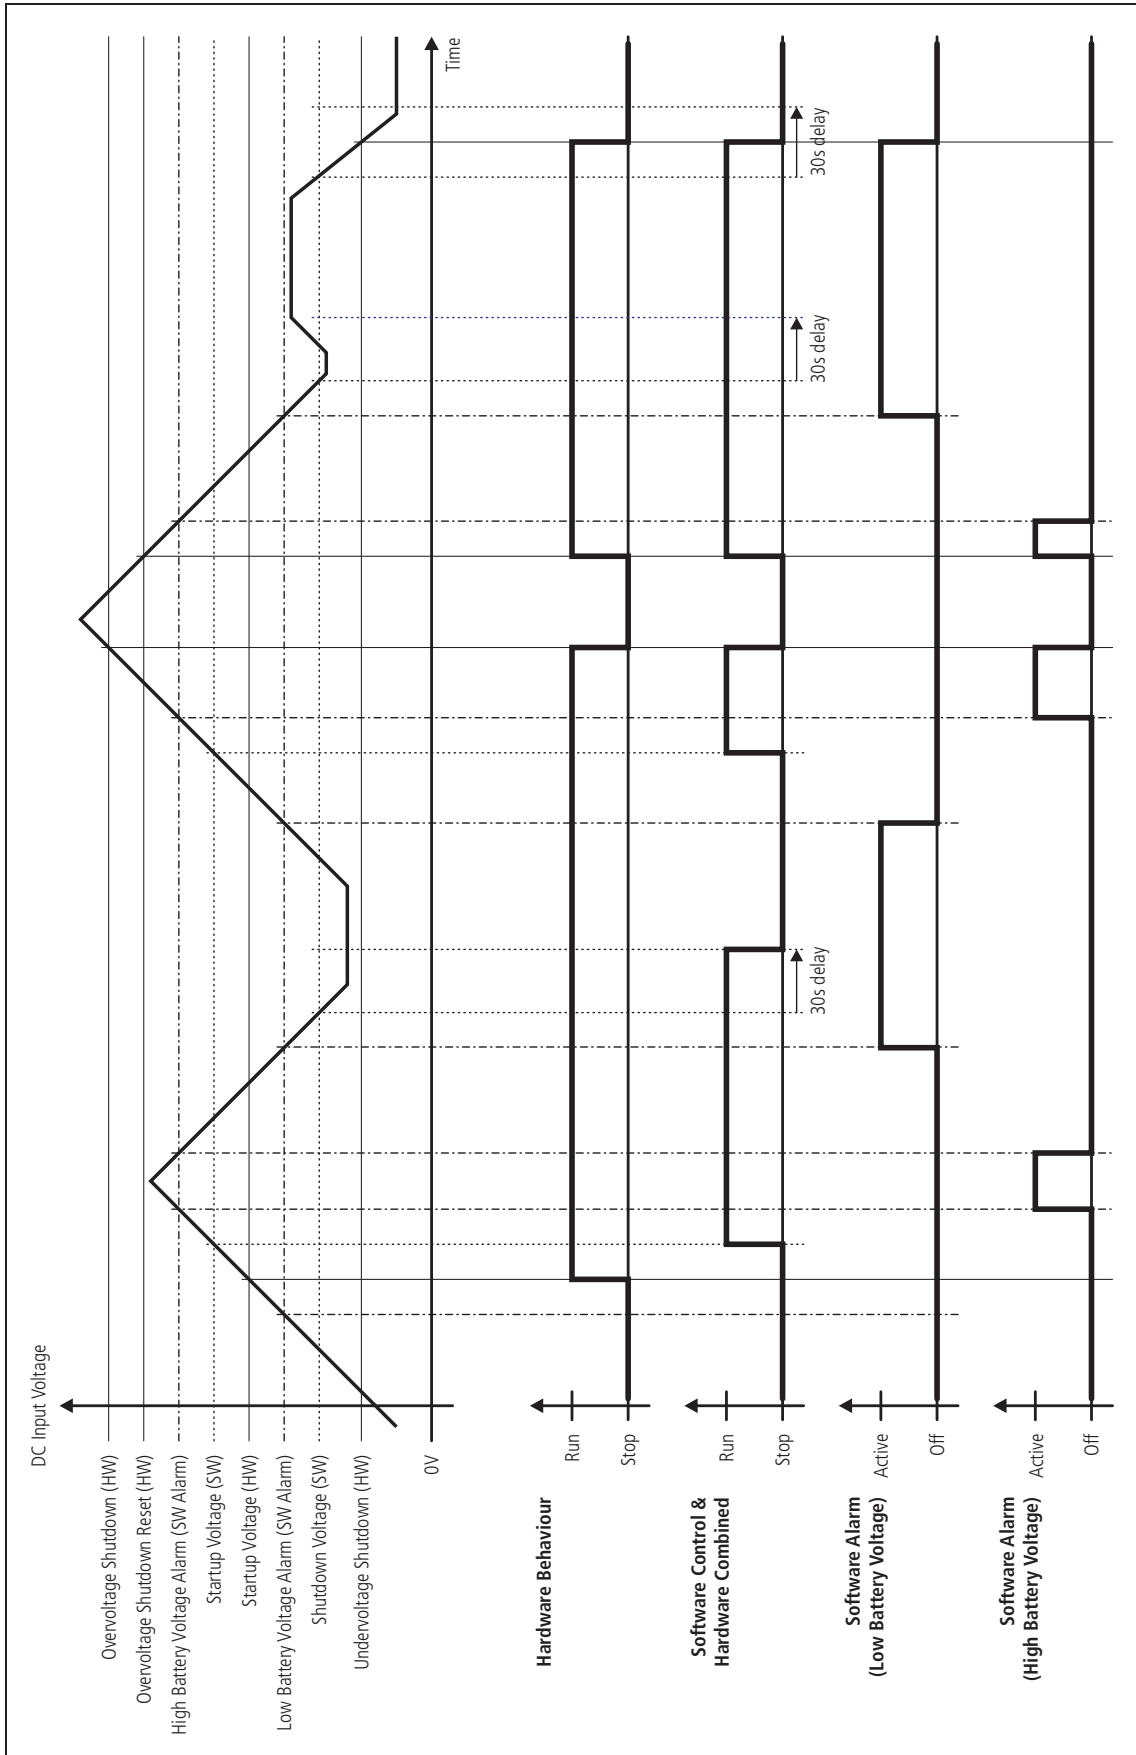 DC Input Voltage
Overvoltage Shutdown (HW)
Overvoltage Shutdown Reset (HW)
High Battery Voltage Alarm (SW Alarm)
Startup Voltage (SW)
Startup Voltage (HW)
Low Battery Voltage Alarm (SW Alarm)
Shutdown Voltage (SW)
Undervoltage Shutdown (HW)
0V
Time
Hardware Behaviour
Run
Stop
Software Control &
Hardware Combined
Run
Stop
30s delay
30s delay
30s delay
Software Alarm
(Low Battery Voltage)
Active
Off
Software Alarm
(High Battery Voltage)
Active
Off